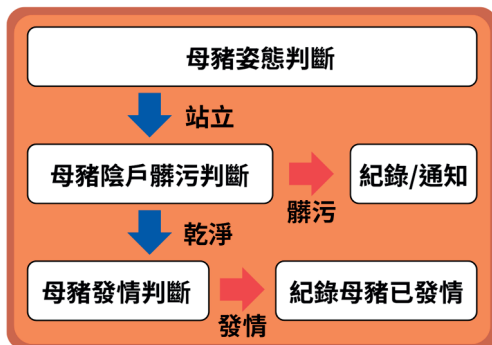 母豬姿態判斷
站立
母豬陰戶髒污判斷
紀錄/通知
髒污
乾淨
母豬發情判斷
紀錄母豬已發情
發情